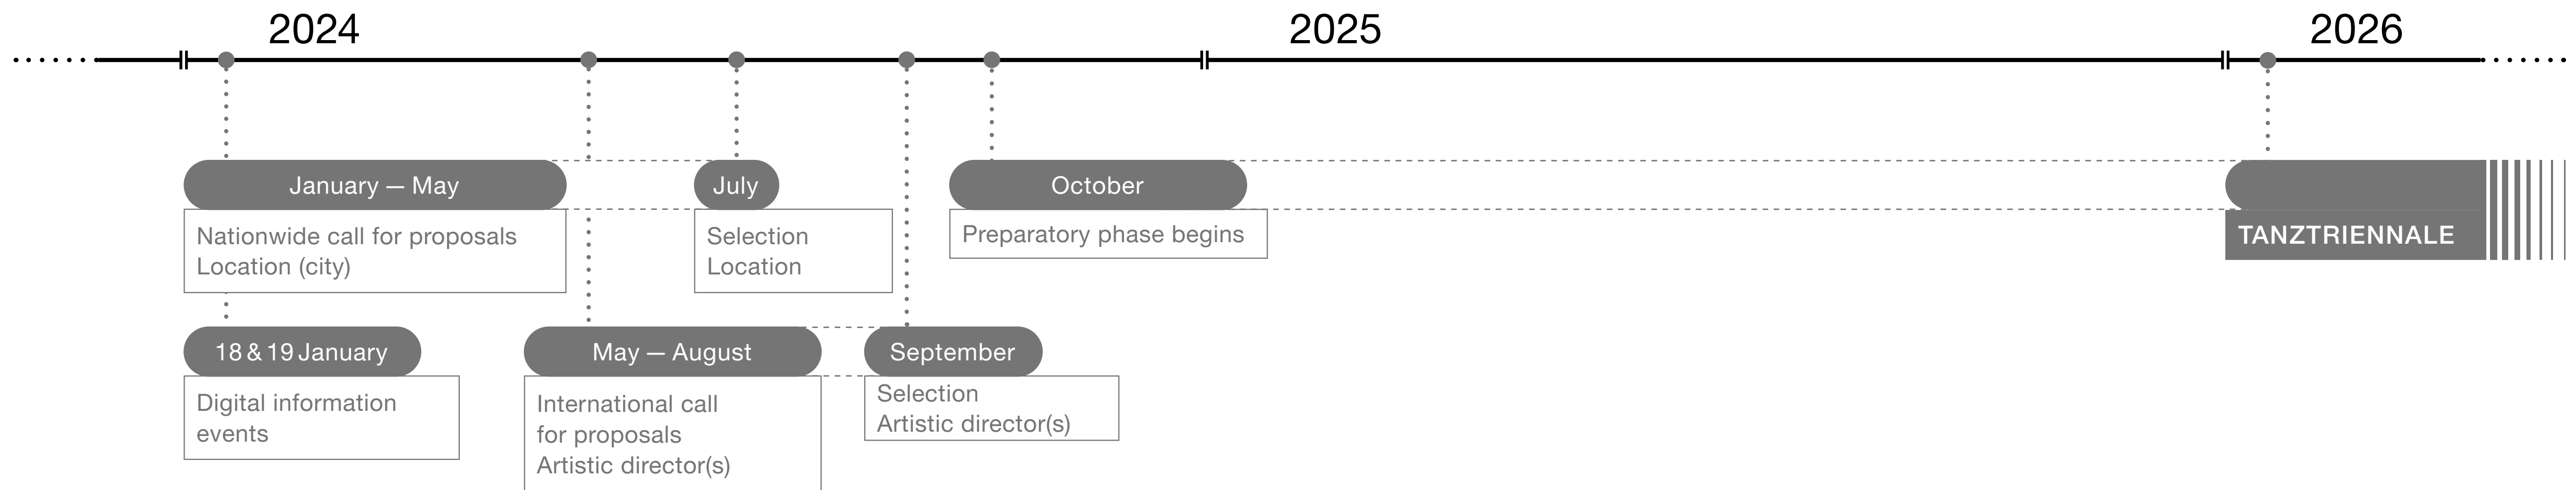 2024
2025
2026
January — May
Nationwide call for proposals
Location (city)
July
Selection
Location
October
Preparatory phase begins
TANZTRIENNALE
18 & 19 January
Digital information
events
May — August
International call
for proposals
Artistic director(s)
September
Selection
Artistic director(s)